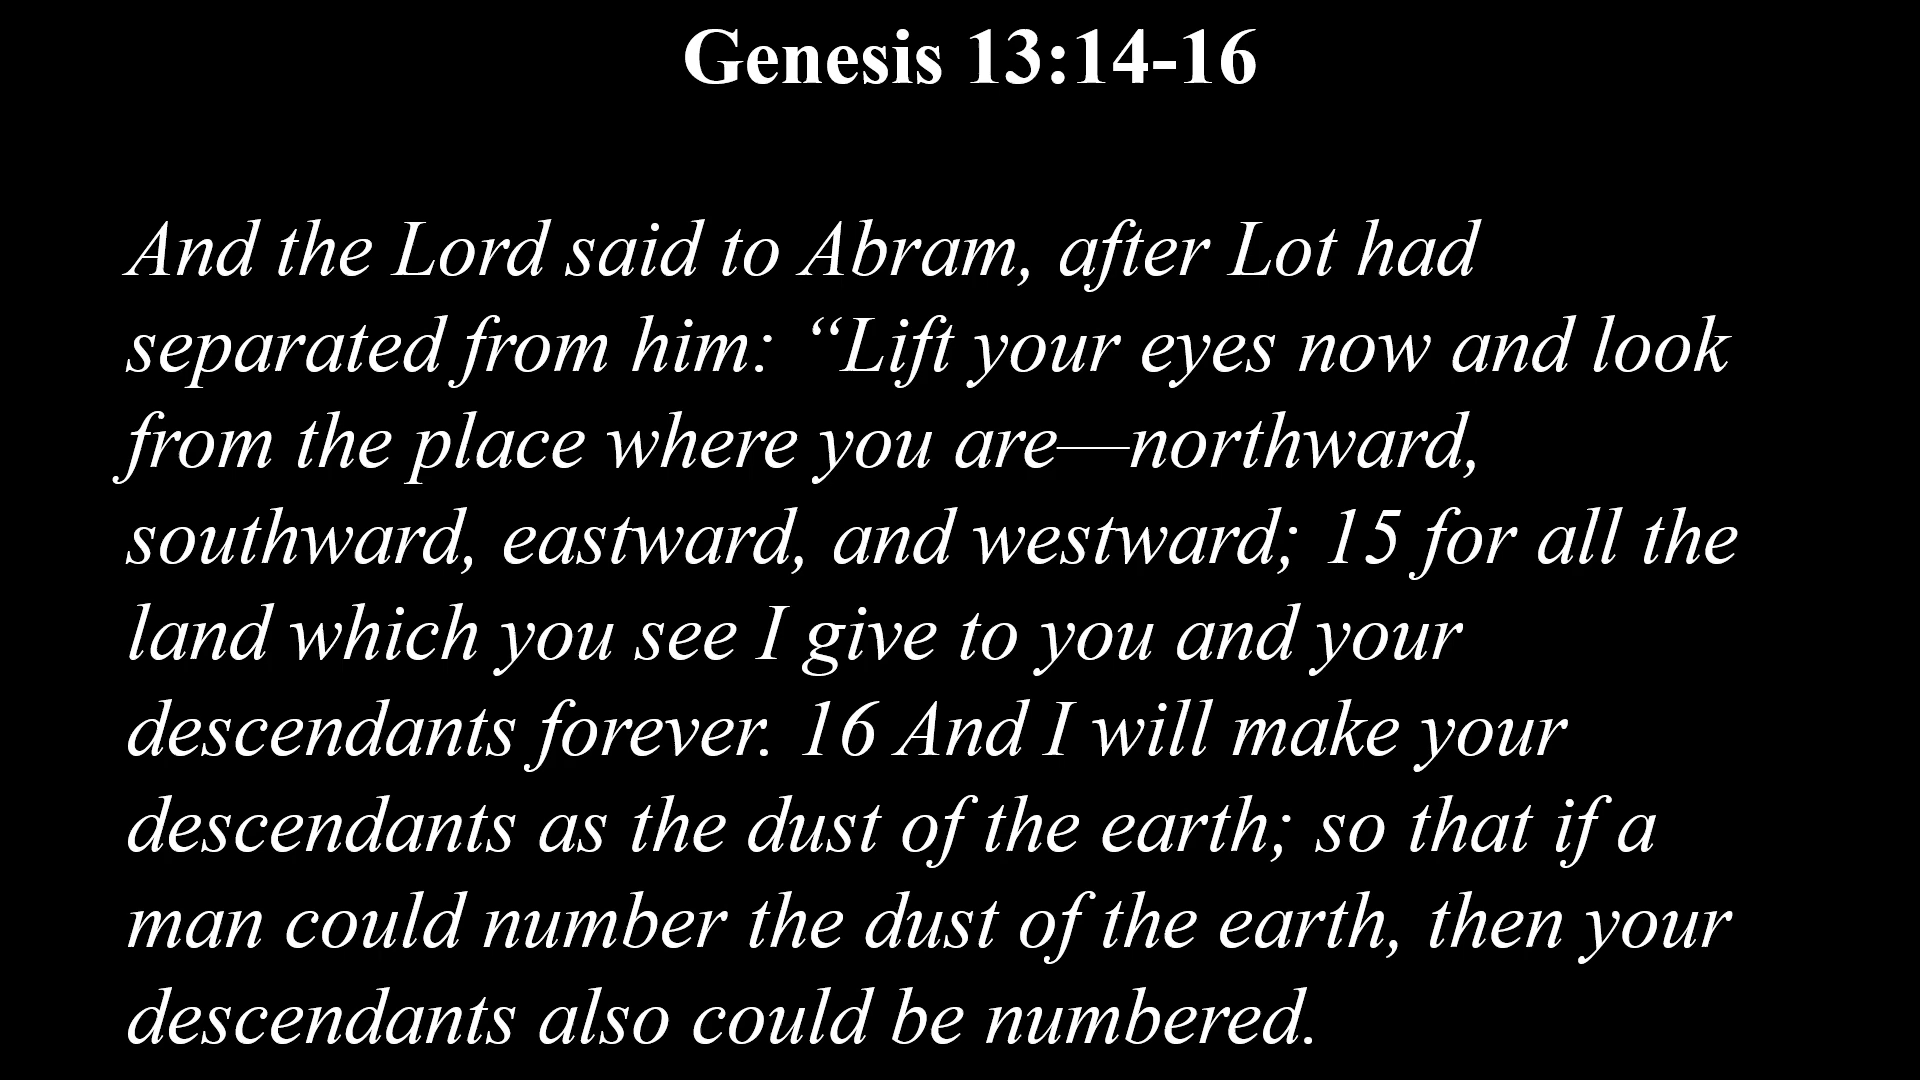 Genesis 13:14-16
And the Lord said to Abram, after Lot had
separated from him: “Lift your eyes now and look
from the place where you are—northward,
southward, eastward, and westward; 15 for all the
land which you see I give to you and your
descendants forever. 16 And I will make your
descendants as the dust of the earth; so that if a
man could number the dust of the earth, then your
descendants also could be numbered.